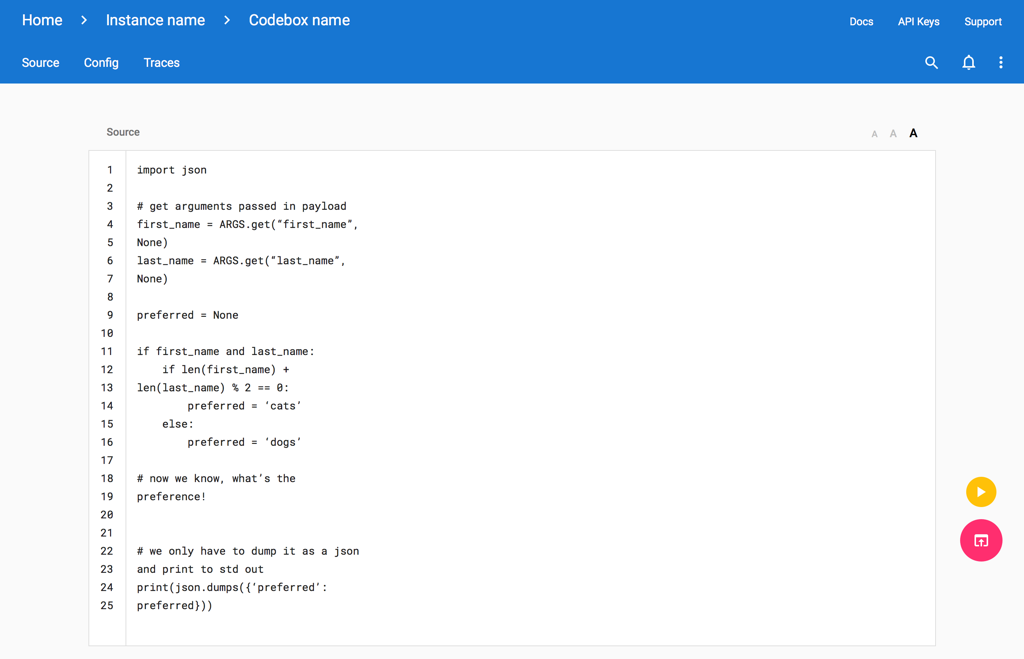 Home > Instance name > Codebox name
Docs API Keys Support
Source Config Traces
Source A A A
1 import json
2
3 # get arguments passed in payload
4 first_name = ARGS.get(“first_name”,
5 None)
6 last_name = ARGS.get(“last_name”,
7 None)
8
9 preferred = None
10
11 if first_name and last_name:
12     if len(first_name) +
13 len(last_name) % 2 == 0:
14         preferred = ‘cats’
15     else:
16         preferred = ‘dogs’
17
18 # now we know, what’s the
19 preference!
20
21
22 # we only have to dump it as a json
23 and print to std out
24 print(json.dumps({‘preferred’:
25 preferred}))